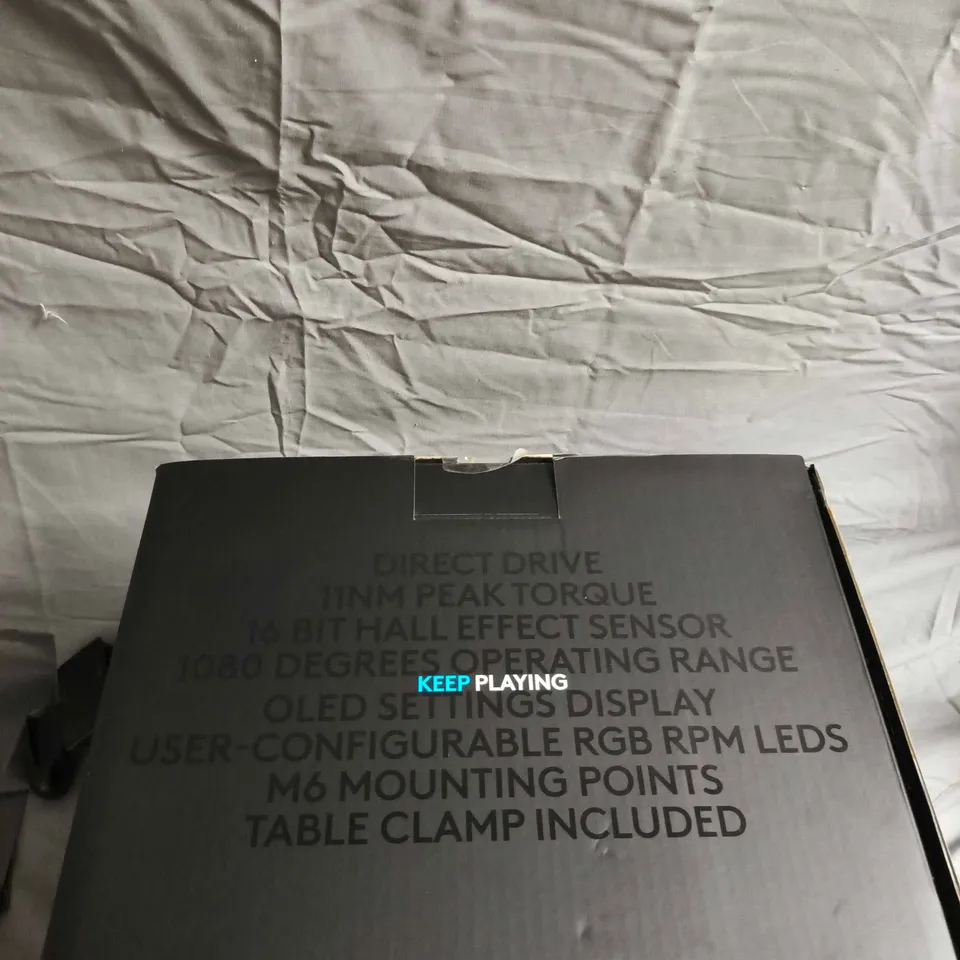 DIRECT DRIVE
11NM PEAK TORQUE
16 BIT HALL EFFECT SENSOR
1080 DEGREES OPERATING RANGE
KEEP PLAYING
OLED SETTINGS DISPLAY
USER-CONFIGURABLE RGB RPM LEDS
M6 MOUNTING POINTS
TABLE CLAMP INCLUDED